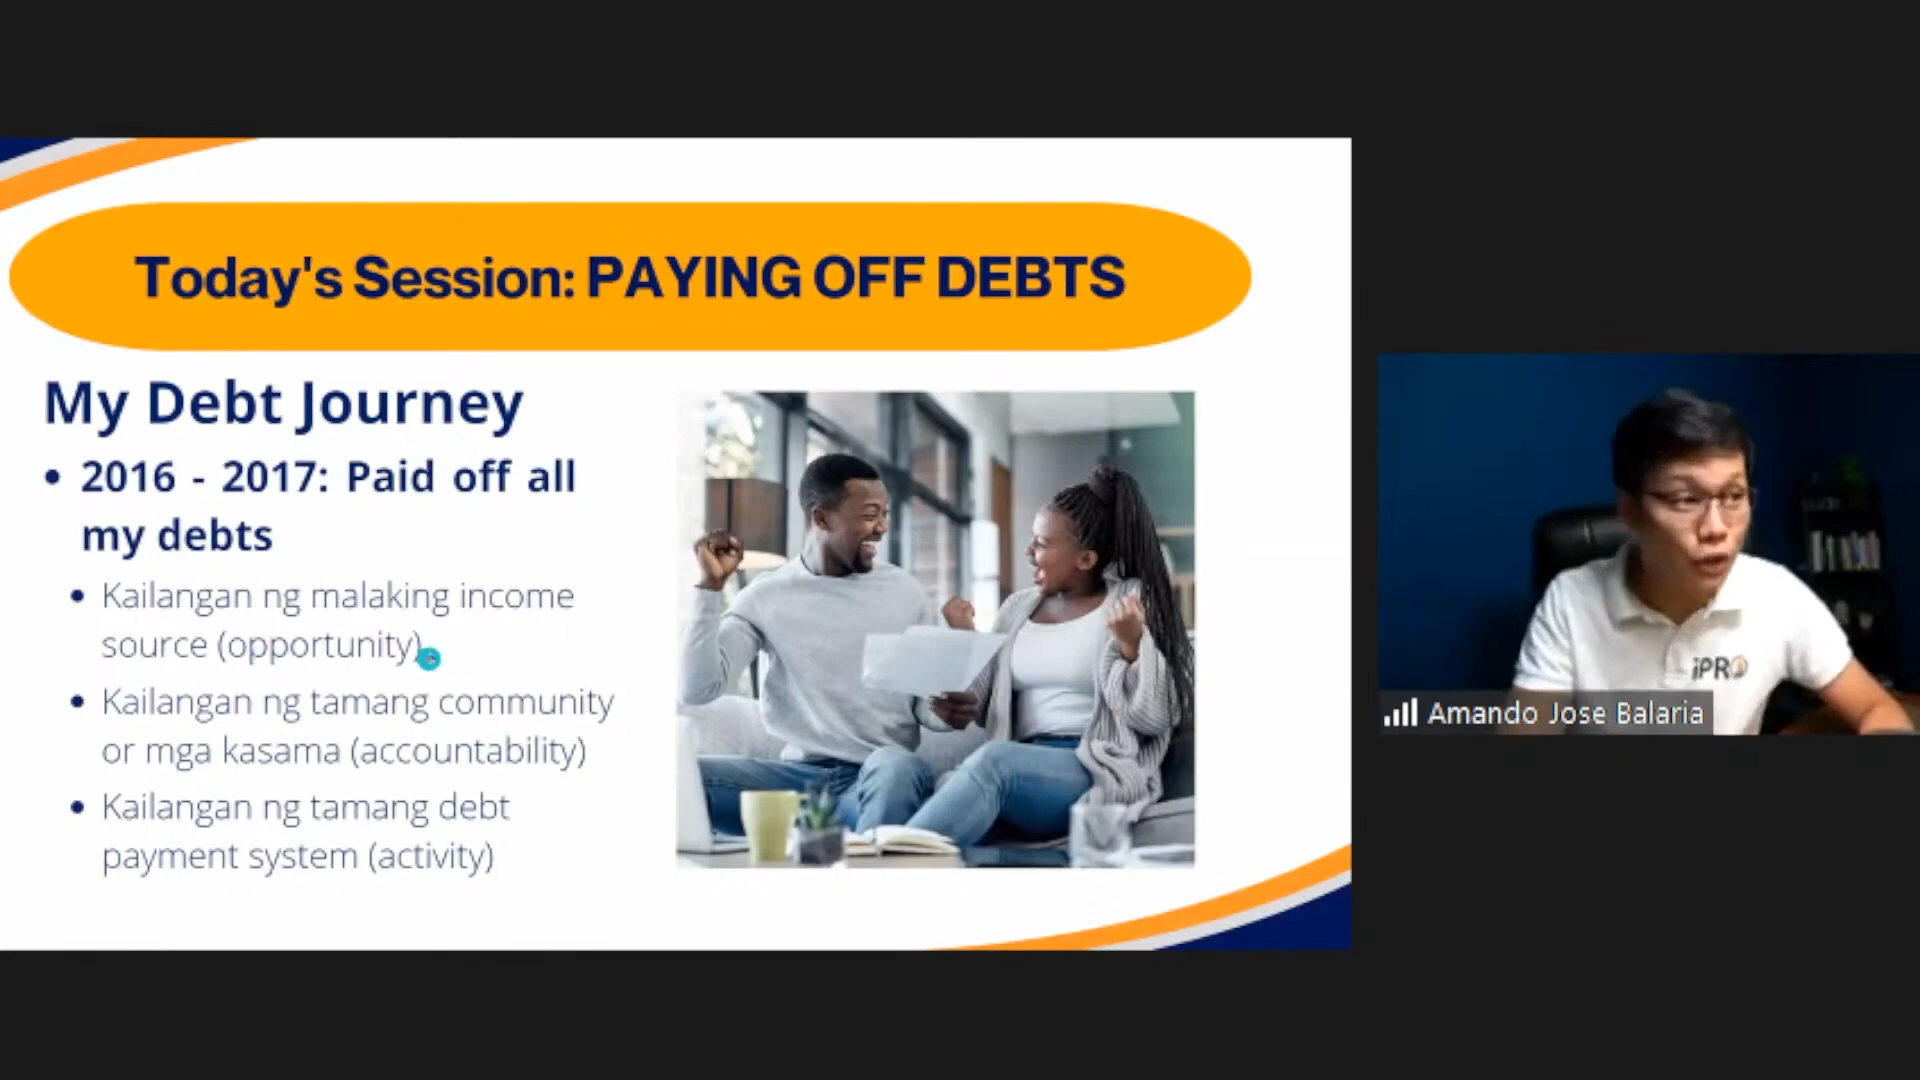 Today's Session: PAYING OFF DEBTS
My Debt Journey
• 2016 - 2017: Paid off all
my debts
• Kailangan ng malaking income
source (opportunity)
• Kailangan ng tamang community
or mga kasama (accountability)
• Kailangan ng tamang debt
payment system (activity)
iPRO
Amando Jose Balaria